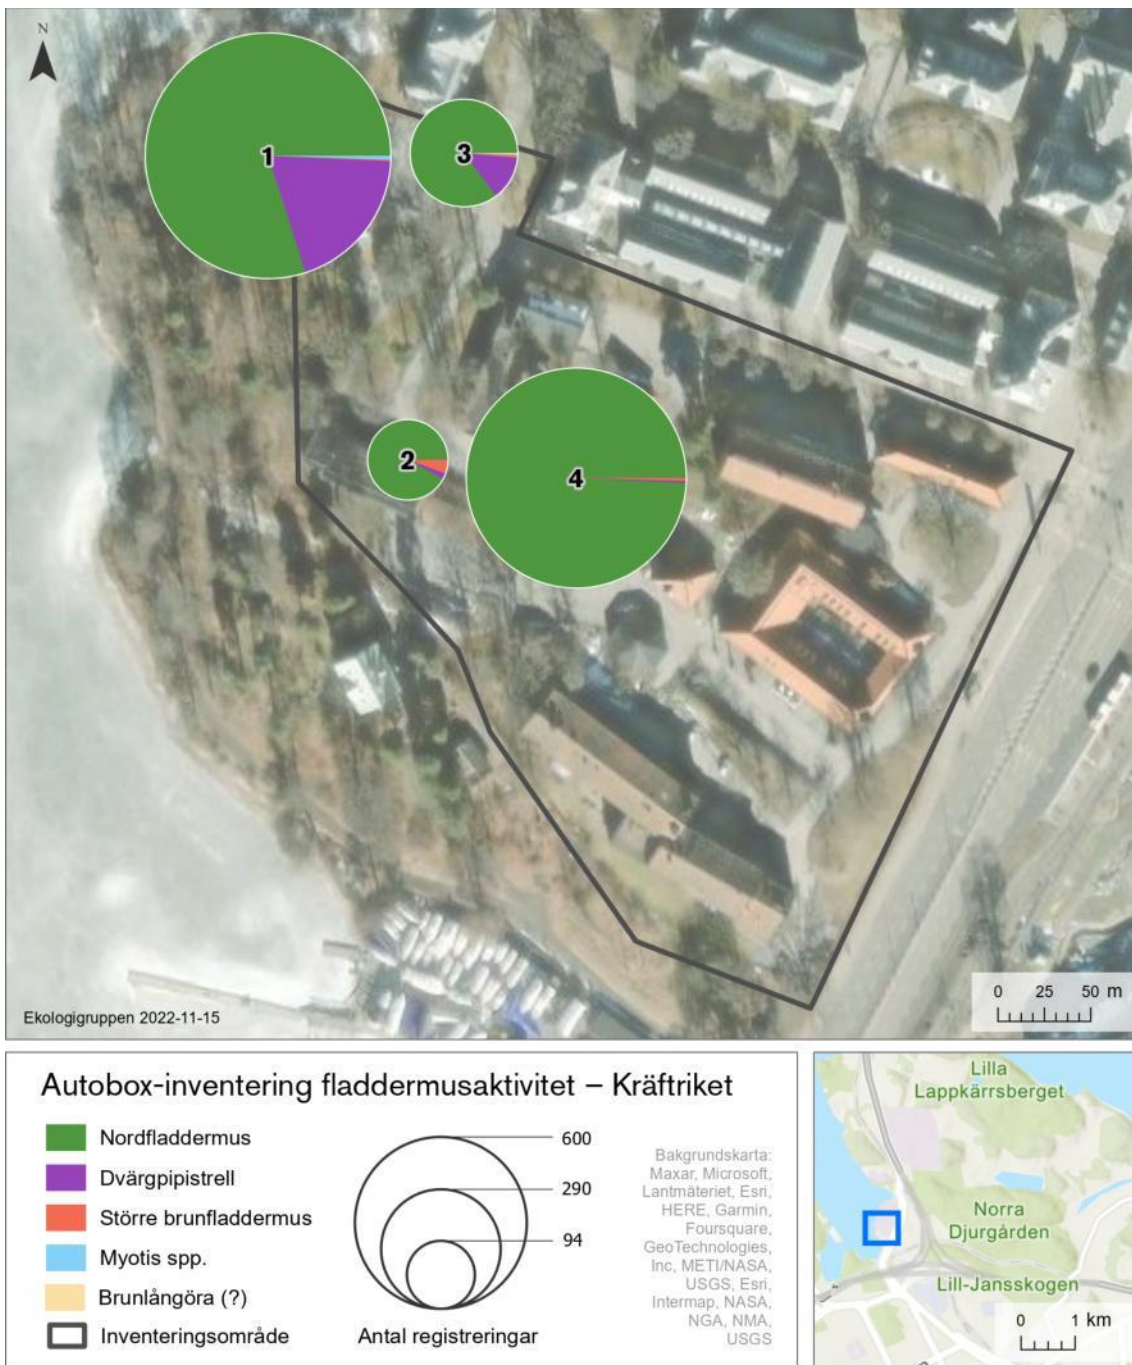 N
1
3
2
4
Ekologigruppen 2022-11-15
0 25 50 m
Autobox-inventering fladdermusaktivitet – Kräftriket
Nordfladdermus
Dvärgpipistrell
Större brunfladdermus
Myotis spp.
Brunlångöra (?)
Inventeringsområde
600
290
94
Antal registreringar
Bakgrundskarta:
Maxar, Microsoft,
Lantmäteriet, Esri,
HERE, Garmin,
Foursquare,
GeoTechnologies,
Inc, METI/NASA,
USGS, Esri,
Intermap, NASA,
NGA, NMA,
USGS
Lilla
Lappkärrsberget
Norra
Djurgården
Lill-Jansskogen
0 1 km